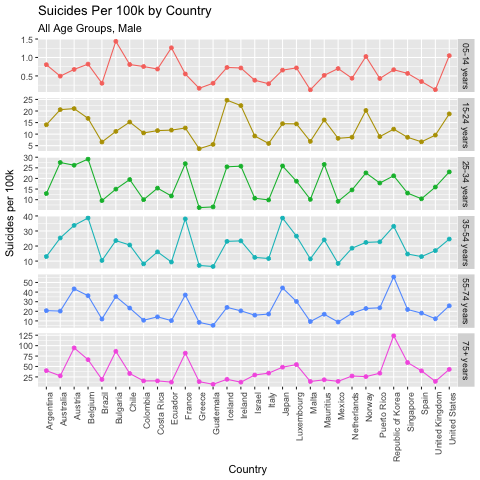 Suicides Per 100k by Country
All Age Groups, Male
Suicides per 100k
1.5
1.0
0.5
05-14 years
25
20
15
10
5
15-24 years
30
25
20
15
10
25-34 years
40
30
20
10
35-54 years
50
40
30
20
10
55-74 years
125
100
75
50
25
75+ years
Argentina
Australia
Austria
Belgium
Brazil
Bulgaria
Chile
Colombia
Costa Rica
Ecuador
France
Greece
Guatemala
Iceland
Ireland
Israel
Italy
Japan
Luxembourg
Malta
Mauritius
Mexico
Netherlands
Norway
Puerto Rico
Republic of Korea
Singapore
Spain
United Kingdom
United States
Country